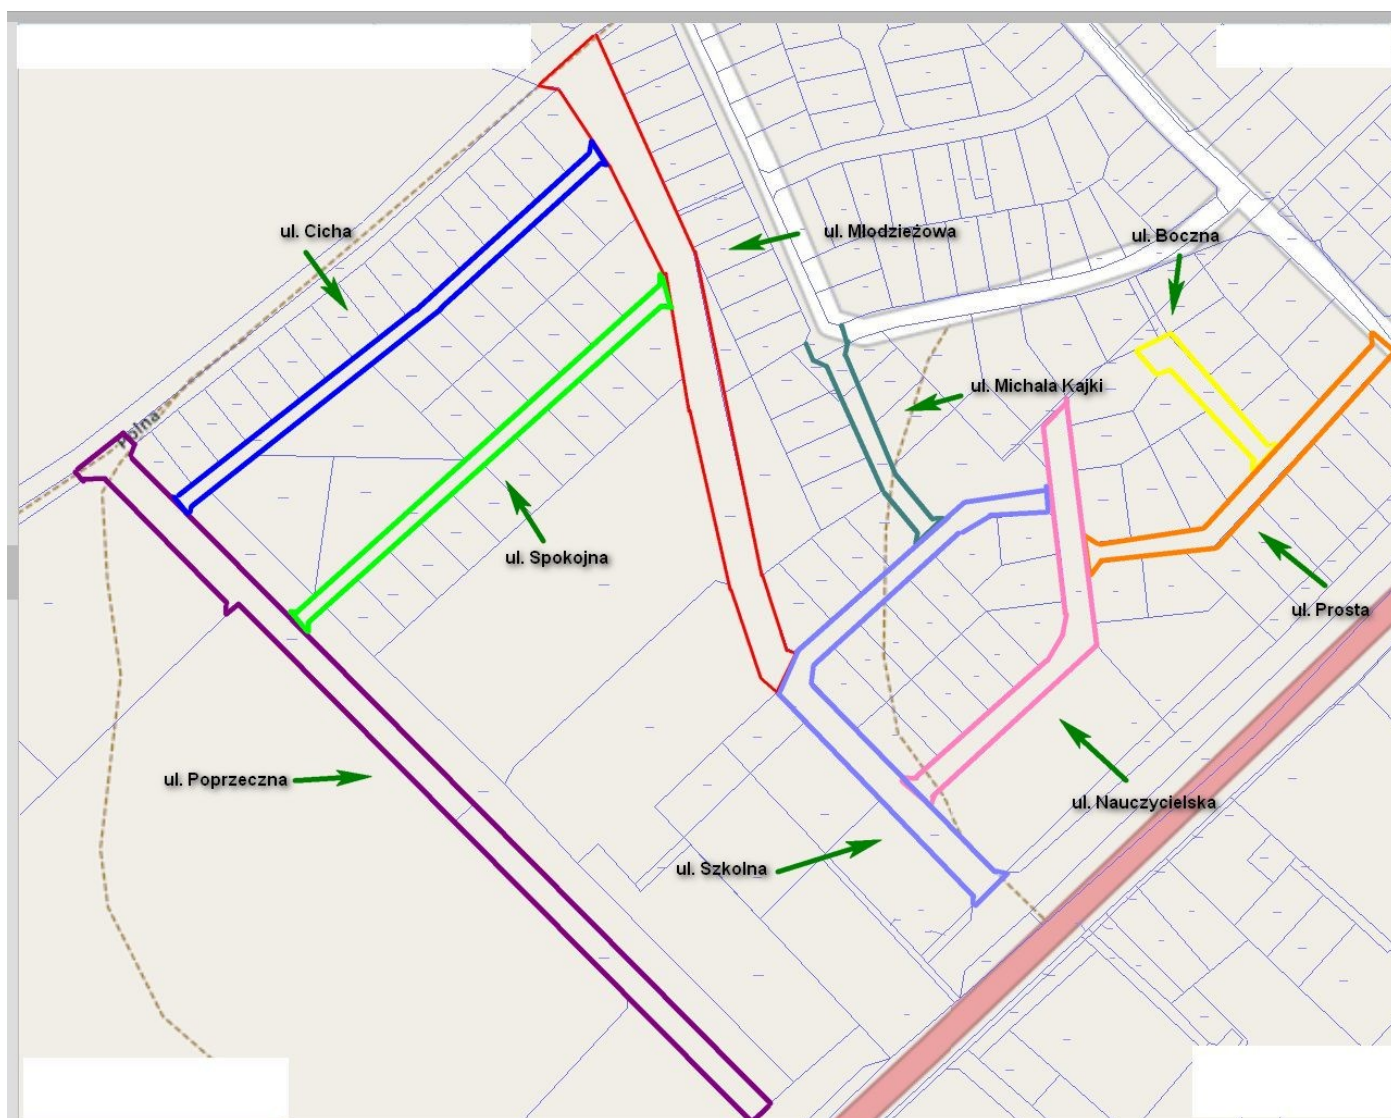 ul. Cicha
ul. Młodzieżowa
ul. Boczna
ul. Michała Kajki
Polna
ul. Spokojna
ul. Prosta
ul. Poprzeczna
ul. Nauczycielska
ul. Szkolna